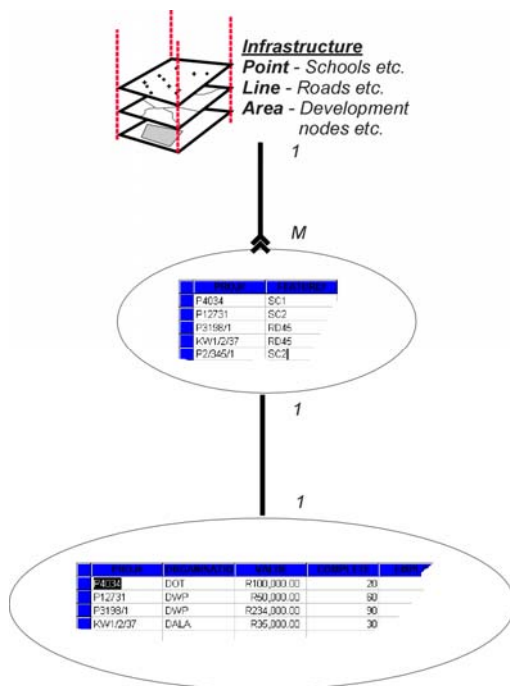 Infrastructure
Point - Schools etc.
Line - Roads etc.
Area - Development
nodes etc.
1
M
P4034 SC1
P12731 SC2
P3198/1 RD45
KW1/2/37 RD45
P2/345/1 SC2
1
1
VALUE COMPLETE
P4034 DOT R100,000.00 20
P12731 DWP R50,000.00 60
P3198/1 DWP R234,000.00 90
KW1/2/37 DALA R35,000.00 30